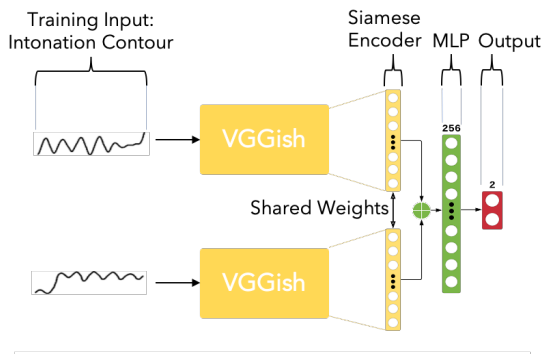 Training Input:
Intonation Contour
Siamese
Encoder
MLP
Output
256
VGGish
2
Shared Weights
VGGish